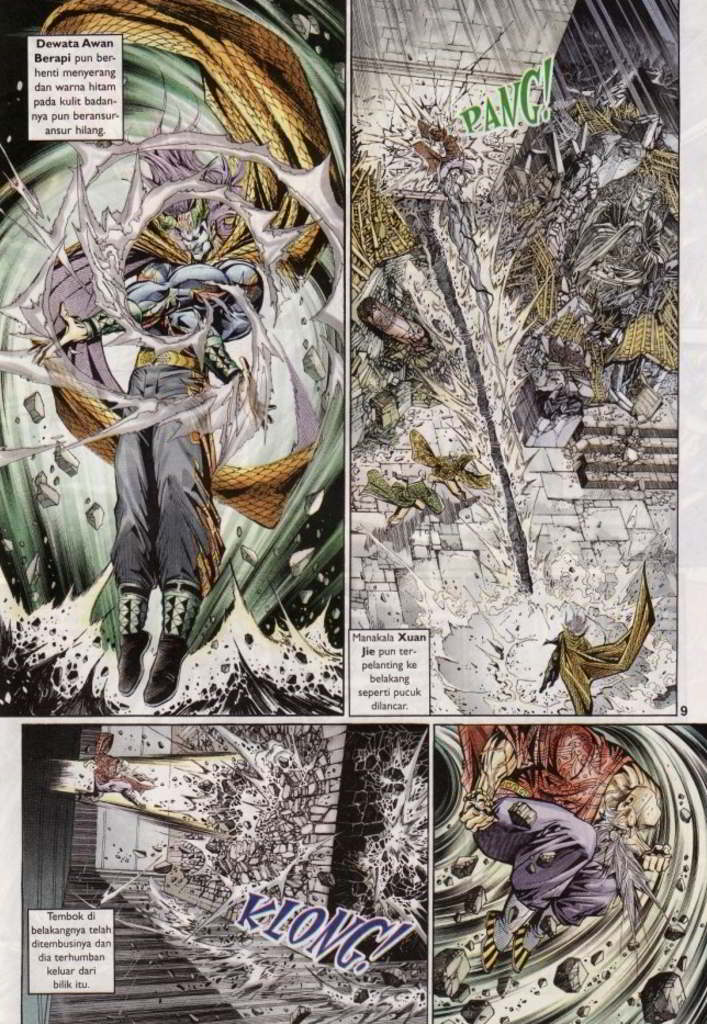 Dewata Awan
Berapi pun ber-
henti menyerang
dan warna hitam
pada kulit badan-
nya pun beransur-
ansur hilang.
PANG!
Manakala Xuan
Jie pun ter-
pelanting ke
belakang
seperti pucuk
dilancar.
9
Tembok di
belakangnya telah
ditembusinya dan
dia terhumban
keluar dari
bilik itu.
KLONG!